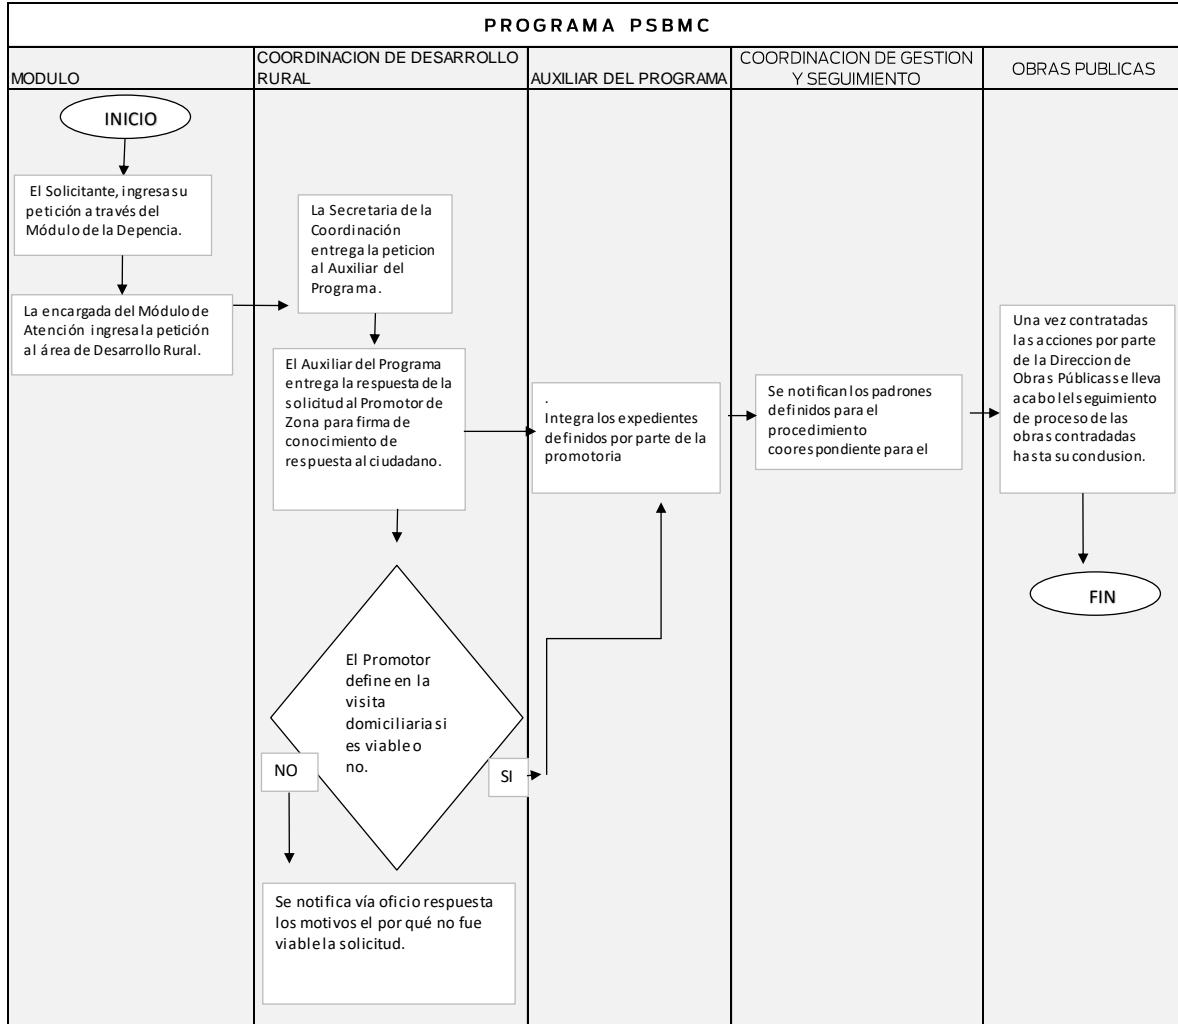 PROGRAMA PSBMC
MODULO
COORDINACION DE DESARROLLO
RURAL
AUXILIAR DEL PROGRAMA
COORDINACION DE GESTION
Y SEGUIMIENTO
OBRAS PUBLICAS
INICIO
El Solicitante, ingresa su
petición a través del
Módulo de la Depencia.
La encargada del Módulo de
Atención ingresa la petición
al área de Desarrollo Rural.
La Secretaria de la
Coordinación
entrega la peticion
al Auxiliar del
Programa.
El Auxiliar del Programa
entrega la respuesta de la
solicitud al Promotor de
Zona para firma de
conocimiento de
respuesta al ciudadano.
El Promotor
define en la
visita
domiciliaria si
es viable o
no.
NO
SI
Se notifica vía oficio respuesta
los motivos el por qué no fue
viable la solicitud.
.
Integra los expedientes
definidos por parte de la
promotoria
Se notifican los padrones
definidos para el
procedimiento
coorespondiente para el
Una vez contratadas
las acciones por parte
de la Direccion de
Obras Públicas se lleva
acabo lel seguimiento
de proceso de las
obras contradadas
hasta su condusion.
FIN